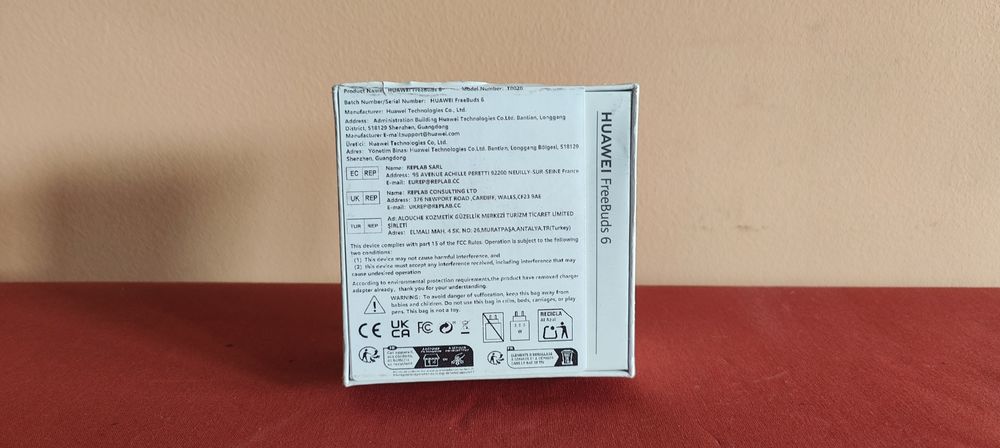 Product Name: HUAWEI FreeBuds 6 Model Number: T0020
Batch Number/Serial Number: HUAWEI FreeBuds 6
Manufacturer: Huawei Technologies Co., Ltd.
Address: Administration Building Huawei Technologies Co.Ltd. Bantian, Longgang
District, 518129 Shenzhen, Guangdong
Manufacturer E-mail:support@huawei.com
Üretici: Huawei Technologies Co, Ltd.
Adres: Yönetim Binası Huawei Technologies Co.Ltd. Bantian, Longgang Bölgesi, 518129
Shenzhen, Guangdong
EC REP
Name: REPLAB SARL
Address: 95 AVENUE ACHILLE PERETTI 92200 NEUILLY-SUR-SEINE France
E-mail: EUREP@REPLAB.CC
UK REP
Name: REPLAB CONSULTING LTD
Address: 376 NEWPORT ROAD ,CARDIFF, WALES,CF23 9AE
E-mail: UKREP@REPLAB.CC
TUR REP
Ad: ALOUCHE KOZMETİK GÜZELLİK MERKEZİ TURİZM TİCARET LIMITED
ŞİRLETİ
Adres: ELMALI MAH. 4 SK. NO: 26,MURATPAŞA,ANTALYA,TR(Turkey)
This device complies with part 15 of the FCC Rules. Operation is subject to the following
two conditions:
(1) This device may not cause harmful interference, and
(2) this device must accept any interference received, including interference that may
cause undesired operation
According to environmental protection requirements,the product have removed charger
adapter already, thank you for your understanding.
WARNING: To avoid danger of suffocation, keep this bag away from
babies and children. Do not use this bag in cribs, beds, carriages, or play
pens. This bag is not a toy.
CE UK CA FC
RECICLA
FR
FR
ÉLÉMENTS D'EMBALLAGE
HUAWEI FreeBuds 6